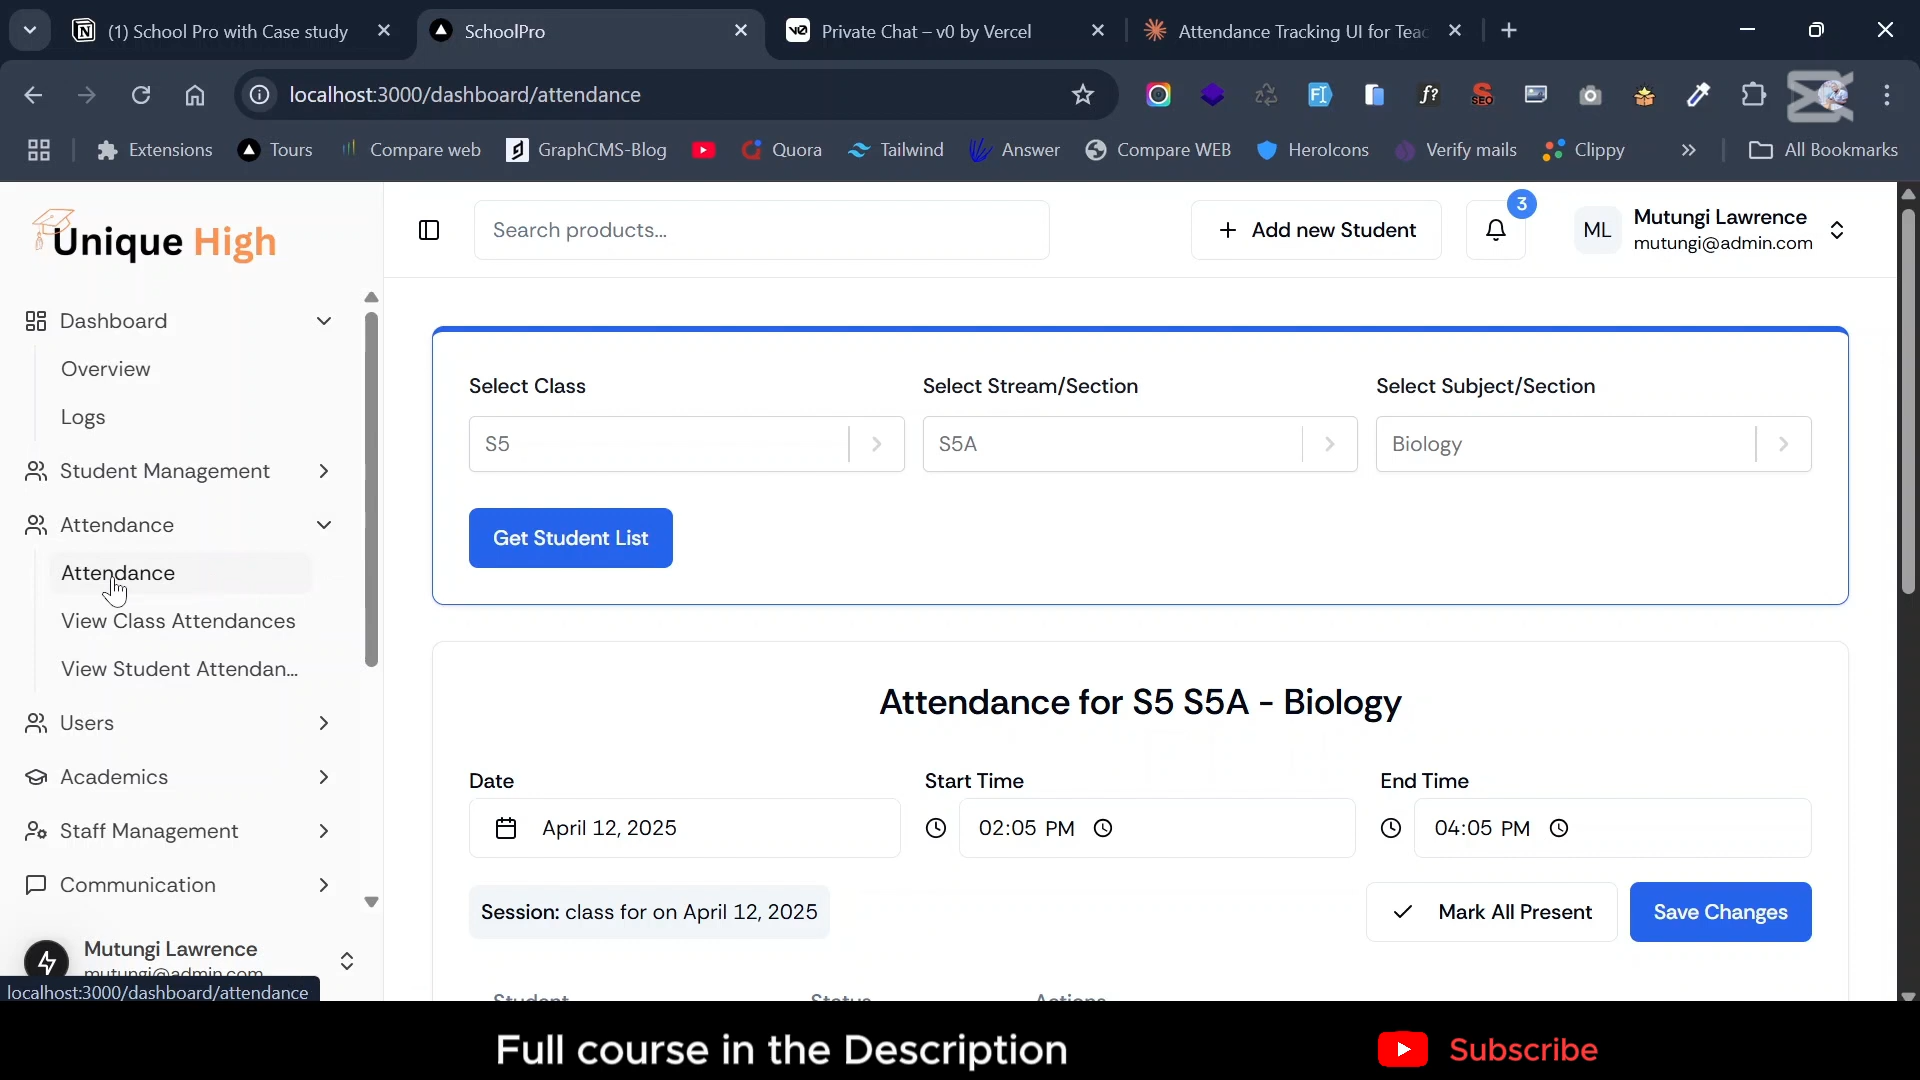 (1) School Pro with Case study
SchoolPro
Private Chat – v0 by Vercel
Attendance Tracking UI for Teac
localhost:3000/dashboard/attendance
Extensions
Tours
Compare web
GraphCMS-Blog
Quora
Tailwind
Answer
Compare WEB
HeroIcons
Verify mails
Clippy
All Bookmarks
Unique High
Search products...
Add new Student
3
ML
Mutungi Lawrence
mutungi@admin.com
Dashboard
Overview
Logs
Student Management
Attendance
Attendance
View Class Attendances
View Student Attendan...
Users
Academics
Staff Management
Communication
Mutungi Lawrence
mutungi@admin.com
localhost:3000/dashboard/attendance
Select Class
Select Stream/Section
Select Subject/Section
S5
S5A
Biology
Get Student List
Attendance for S5 S5A - Biology
Date
Start Time
End Time
April 12, 2025
02:05 PM
04:05 PM
Session: class for on April 12, 2025
Mark All Present
Save Changes
Student
Status
Actions
Full course in the Description
Subscribe